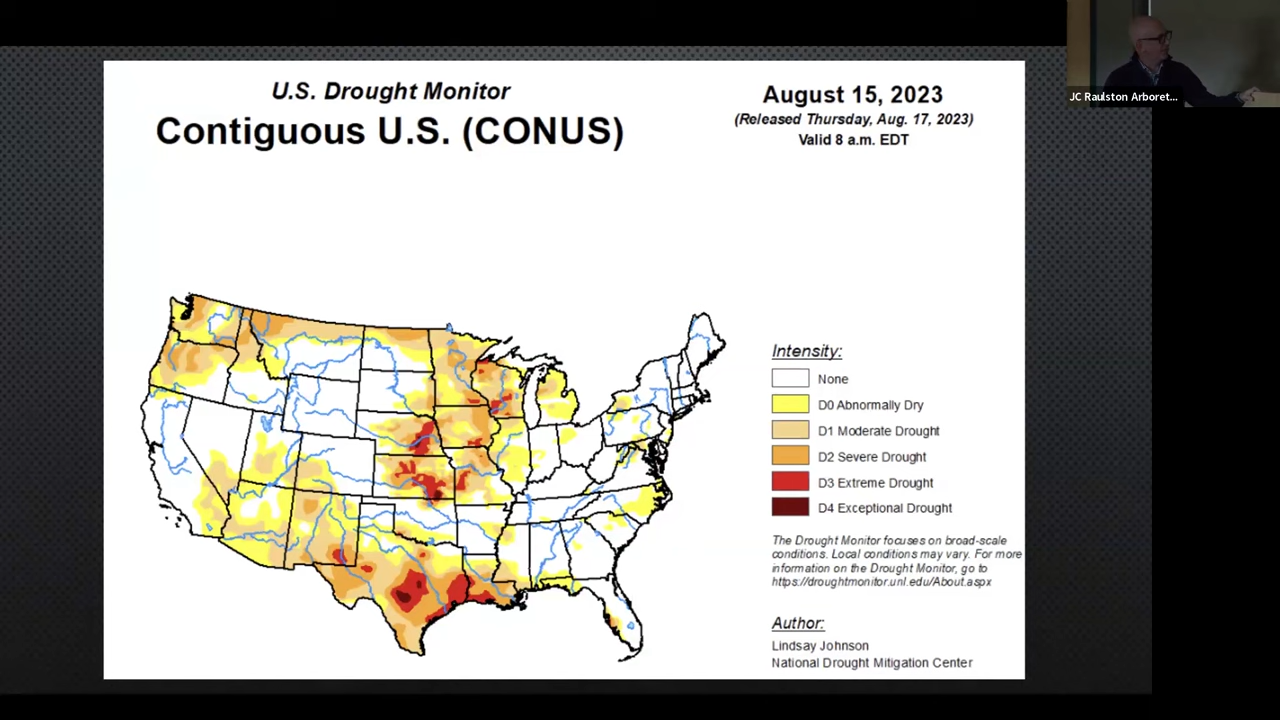 U.S. Drought Monitor
Contiguous U.S. (CONUS)
August 15, 2023
(Released Thursday, Aug. 17, 2023)
Valid 8 a.m. EDT
JC Raulston Arboret...
Intensity:
None
D0 Abnormally Dry
D1 Moderate Drought
D2 Severe Drought
D3 Extreme Drought
D4 Exceptional Drought
The Drought Monitor focuses on broad-scale
conditions. Local conditions may vary. For more
information on the Drought Monitor, go to
https://droughtmonitor.unl.edu/About.aspx
Author:
Lindsay Johnson
National Drought Mitigation Center